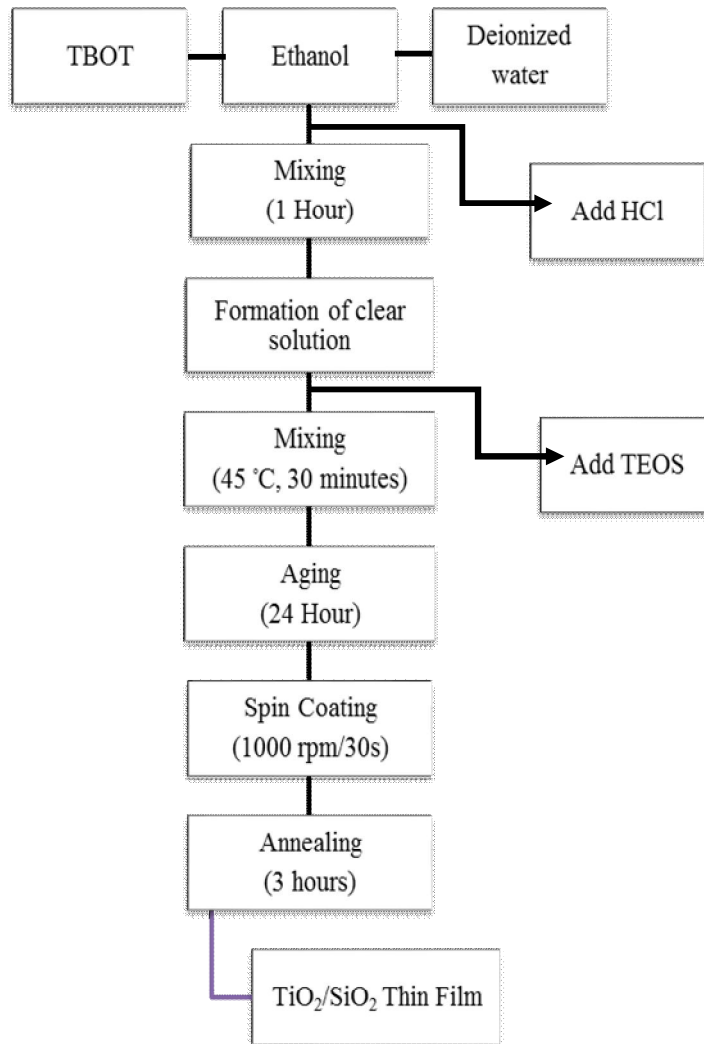 TBOT
Ethanol
Deionized
water
Mixing
(1 Hour)
Add HCl
Formation of clear
solution
Mixing
(45 ˚C, 30 minutes)
Add TEOS
Aging
(24 Hour)
Spin Coating
(1000 rpm/30s)
Annealing
(3 hours)
TiO₂/SiO₂ Thin Film